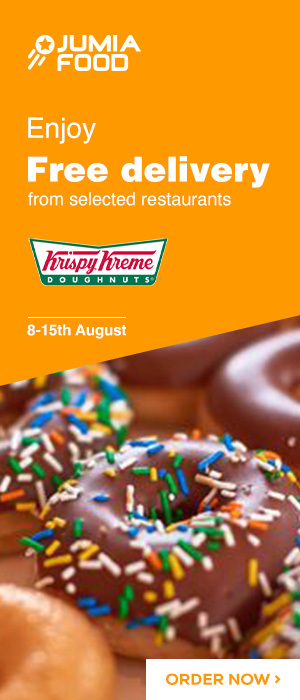 JUMIA
FOOD
Enjoy
Free delivery
from selected restaurants
Krispy Kreme
DOUGHNUTS
8-15th August
ORDER NOW >